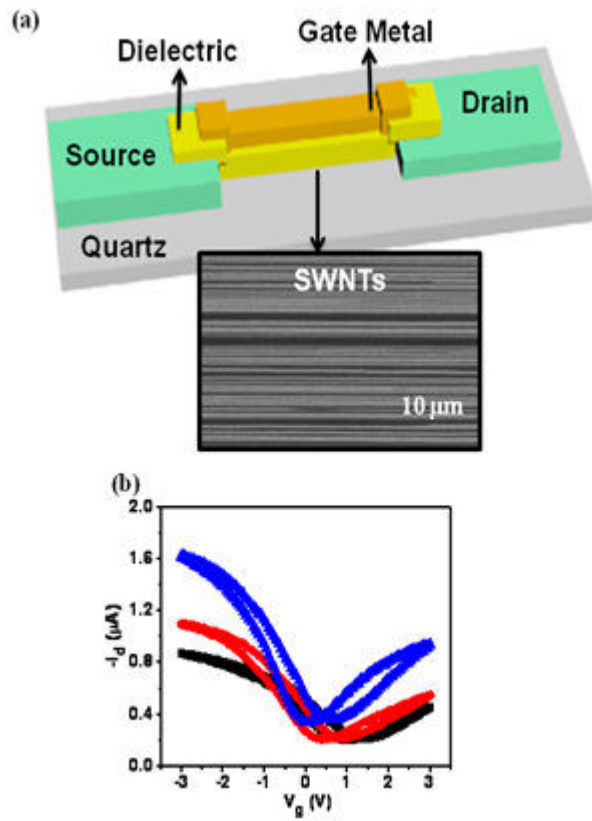 (a)
Gate Metal
Dielectric
Drain
Source
Quartz
SWNTs
10 μm
(b)
2.0
1.6
1.2
0.8
0.4
0.0
-I_d (μA)
-3 -2 -1 0 1 2 3
V_g (V)